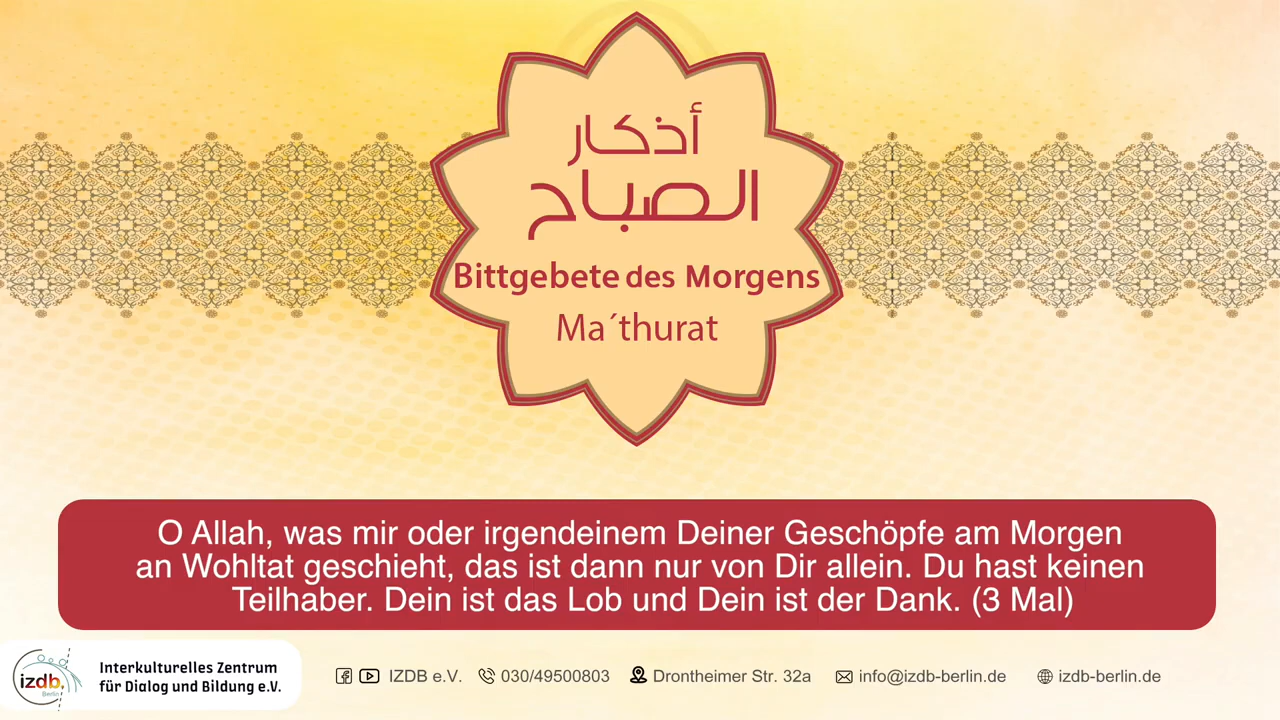 أذكار
الصباح
Bittgebete des Morgens
Ma´thurat
O Allah, was mir oder irgendeinem Deiner Geschöpfe am Morgen
an Wohltat geschieht, das ist dann nur von Dir allein. Du hast keinen
Teilhaber. Dein ist das Lob und Dein ist der Dank. (3 Mal)
izdb.
Berlin
Interkulturelles Zentrum
für Dialog und Bildung e.V.
IZDB e.V. 030/49500803 Drontheimer Str. 32a info@izdb-berlin.de izdb-berlin.de